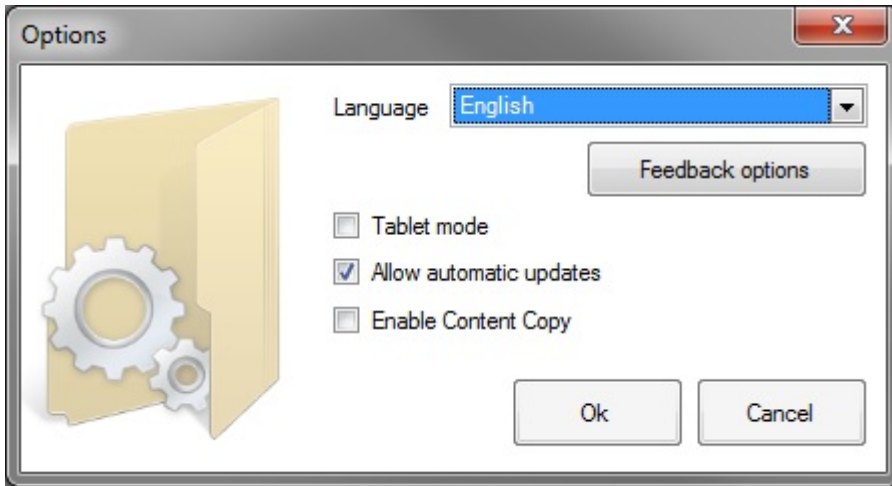 Options
Language English
Feedback options
Tablet mode
Allow automatic updates
Enable Content Copy
Ok Cancel